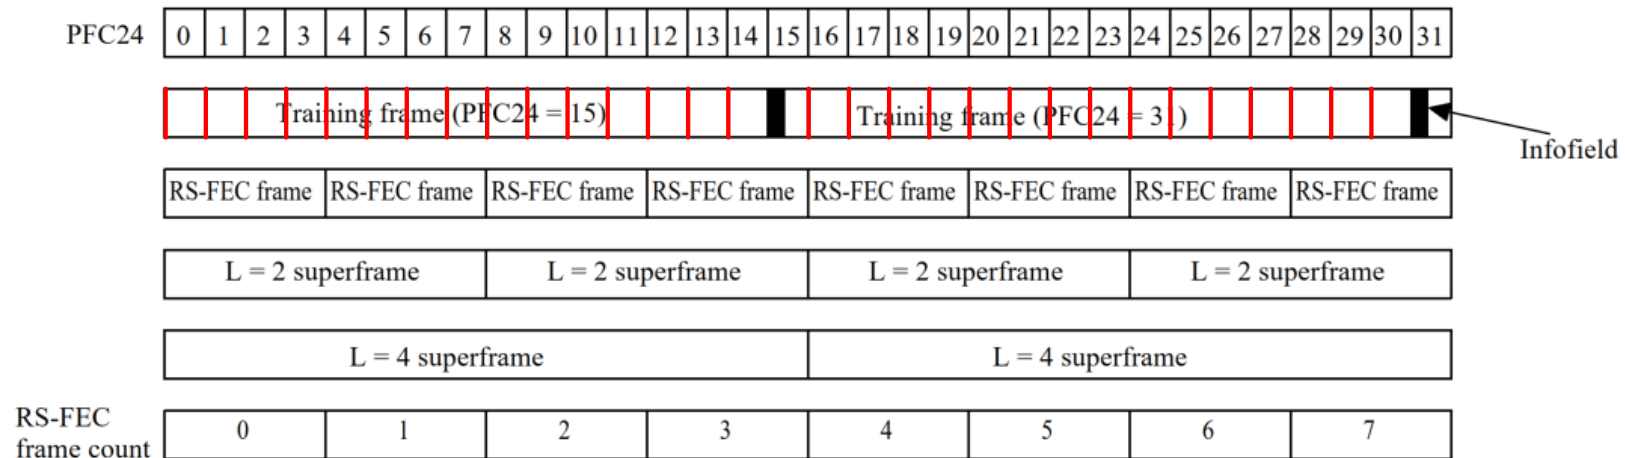 PFC24 0 1 2 3 4 5 6 7 8 9 10 11 12 13 14 15 16 17 18 19 20 21 22 23 24 25 26 27 28 29 30 31
Training frame (PFC24 = 15) Training frame (PFC24 = 31)
Infofield
RS-FEC frame RS-FEC frame RS-FEC frame RS-FEC frame RS-FEC frame RS-FEC frame RS-FEC frame RS-FEC frame
L = 2 superframe L = 2 superframe L = 2 superframe L = 2 superframe
L = 4 superframe L = 4 superframe
RS-FEC
frame count 0 1 2 3 4 5 6 7